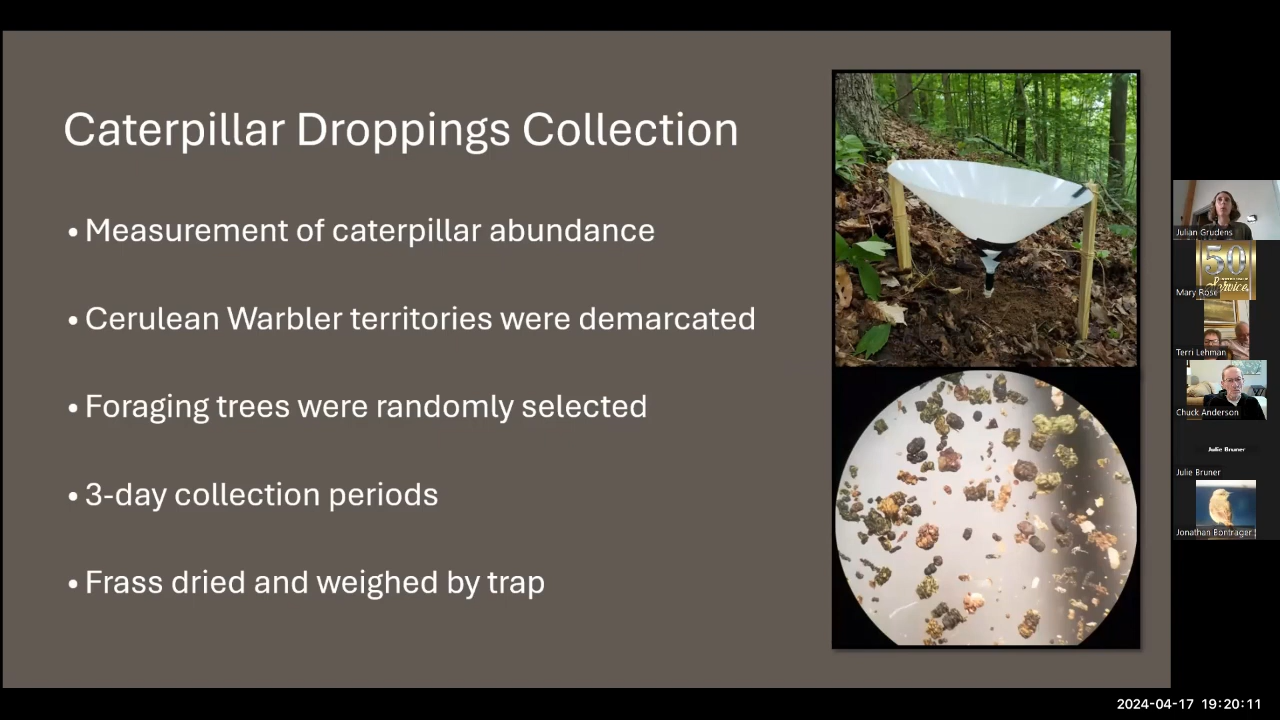 Caterpillar Droppings Collection
• Measurement of caterpillar abundance
• Cerulean Warbler territories were demarcated
• Foraging trees were randomly selected
• 3-day collection periods
• Frass dried and weighed by trap
Julian Grudens
50
Service
Mary Rose
Terri Lehman
Chuck Anderson
Julie Bruner
Julie Bruner
Jonathan Bontrager
2024-04-17 19:20:11